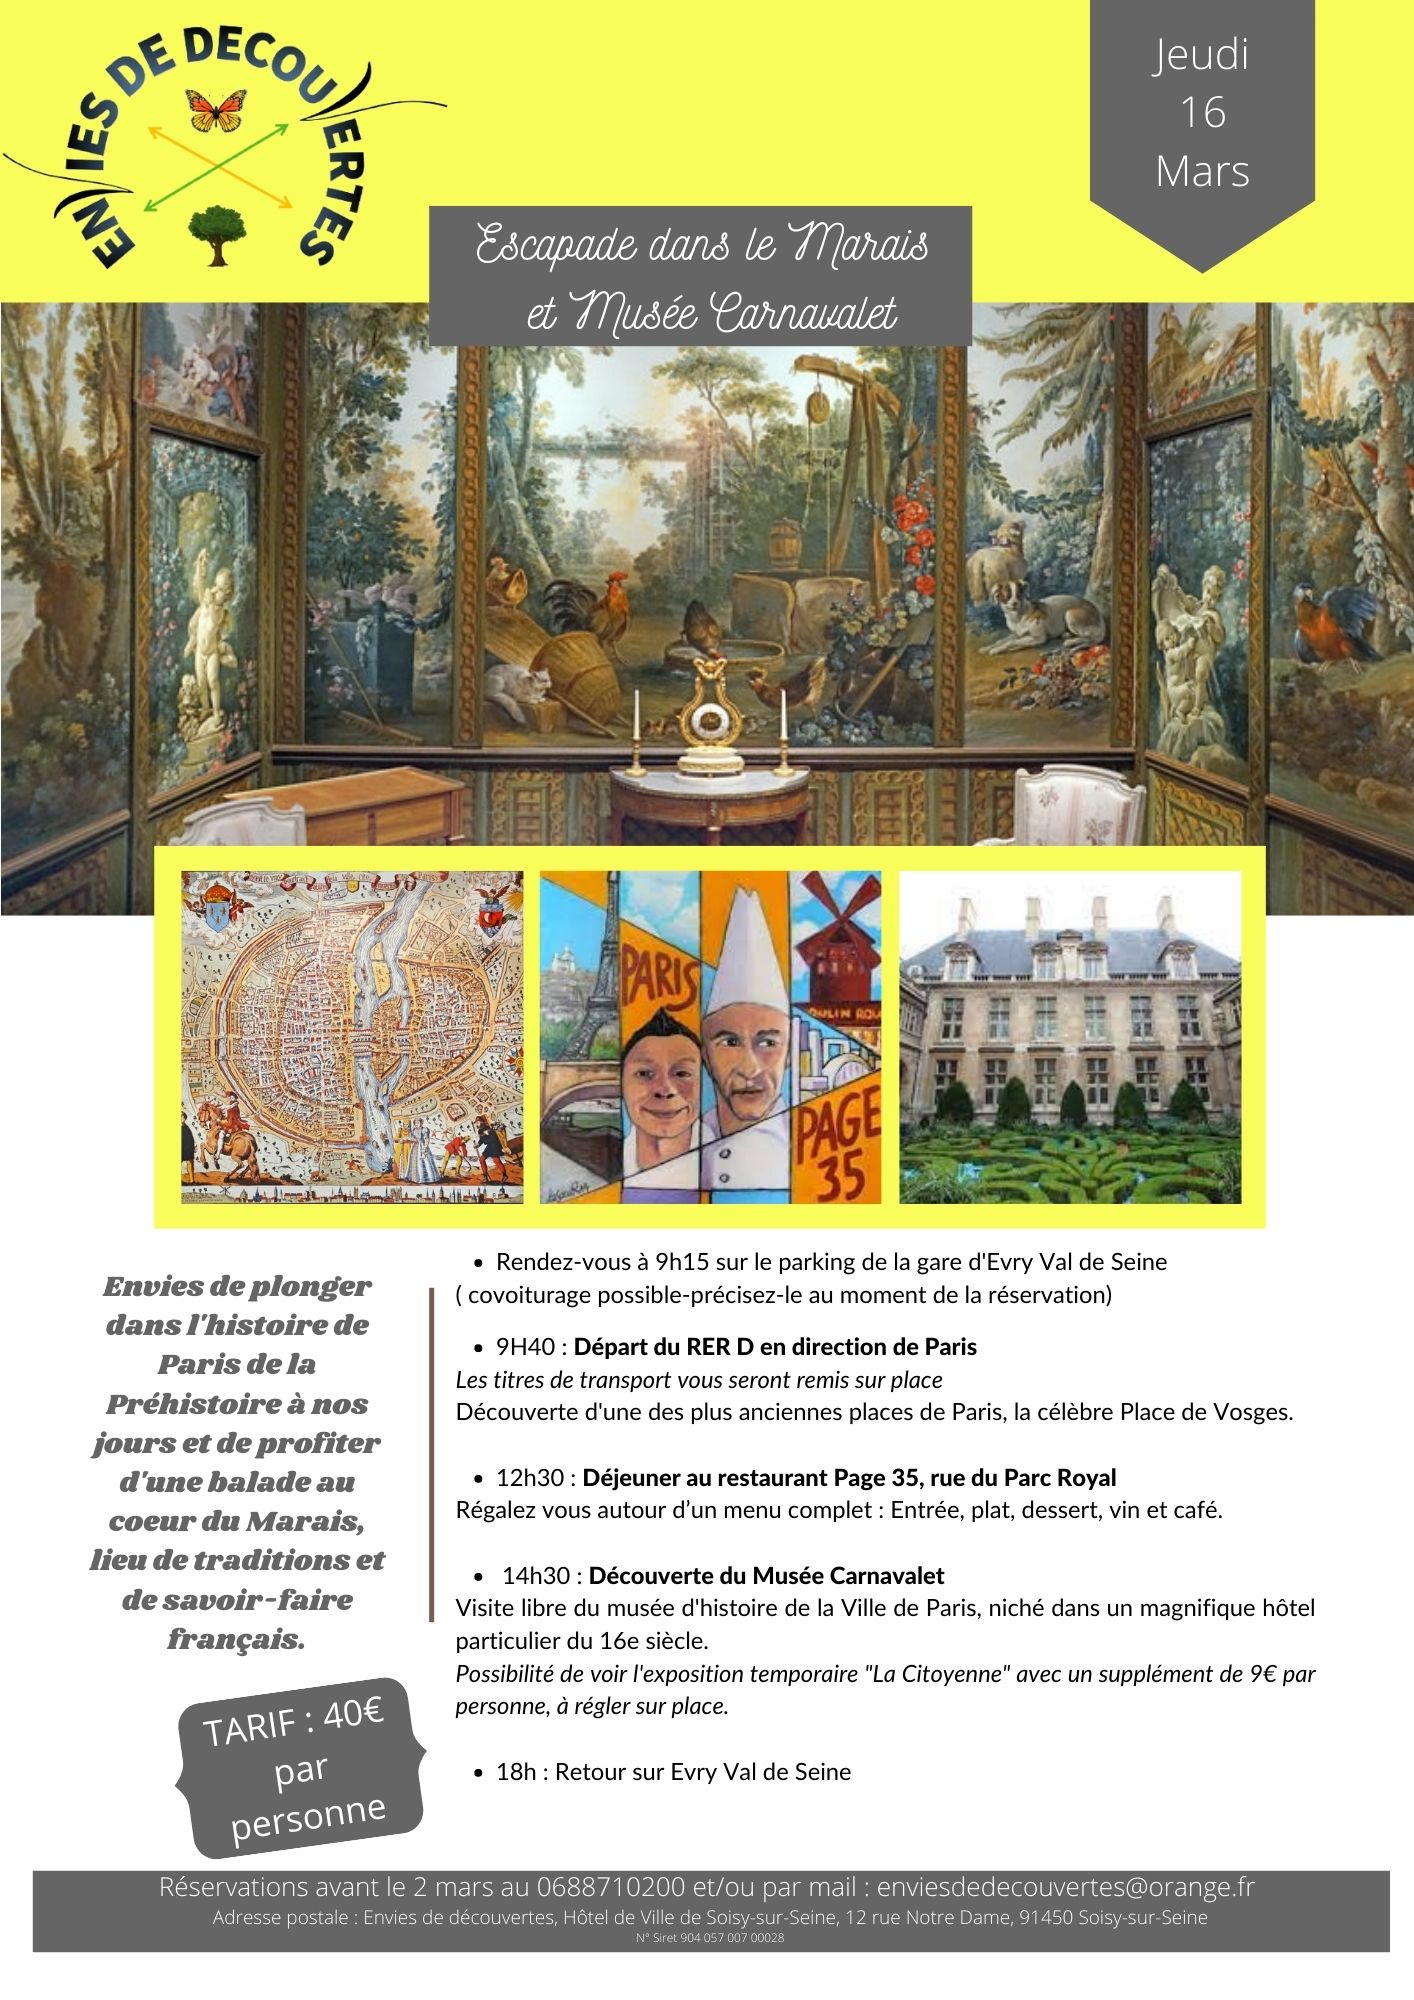 ENVIES DE DECOUVERTES
Jeudi
16
Mars
Escapade dans le Marais
et Musée Carnavalet
PARIS
OULIN ROU
PAGE
35
Envies de plonger
dans l'histoire de
Paris de la
Préhistoire à nos
jours et de profiter
d'une balade au
coeur du Marais,
lieu de traditions et
de savoir-faire
français.
TARIF : 40€
par
personne
• Rendez-vous à 9h15 sur le parking de la gare d'Evry Val de Seine
( covoiturage possible-précisez-le au moment de la réservation)
• 9H40 : Départ du RER D en direction de Paris
Les titres de transport vous seront remis sur place
Découverte d'une des plus anciennes places de Paris, la célèbre Place de Vosges.
• 12h30 : Déjeuner au restaurant Page 35, rue du Parc Royal
Régalez vous autour d’un menu complet : Entrée, plat, dessert, vin et café.
• 14h30 : Découverte du Musée Carnavalet
Visite libre du musée d'histoire de la Ville de Paris, niché dans un magnifique hôtel
particulier du 16e siècle.
Possibilité de voir l'exposition temporaire "La Citoyenne" avec un supplément de 9€ par
personne, à régler sur place.
• 18h : Retour sur Evry Val de Seine
Réservations avant le 2 mars au 0688710200 et/ou par mail : enviesdedecouvertes@orange.fr
Adresse postale : Envies de découvertes, Hôtel de Ville de Soisy-sur-Seine, 12 rue Notre Dame, 91450 Soisy-sur-Seine
N° Siret 904 057 007 00028